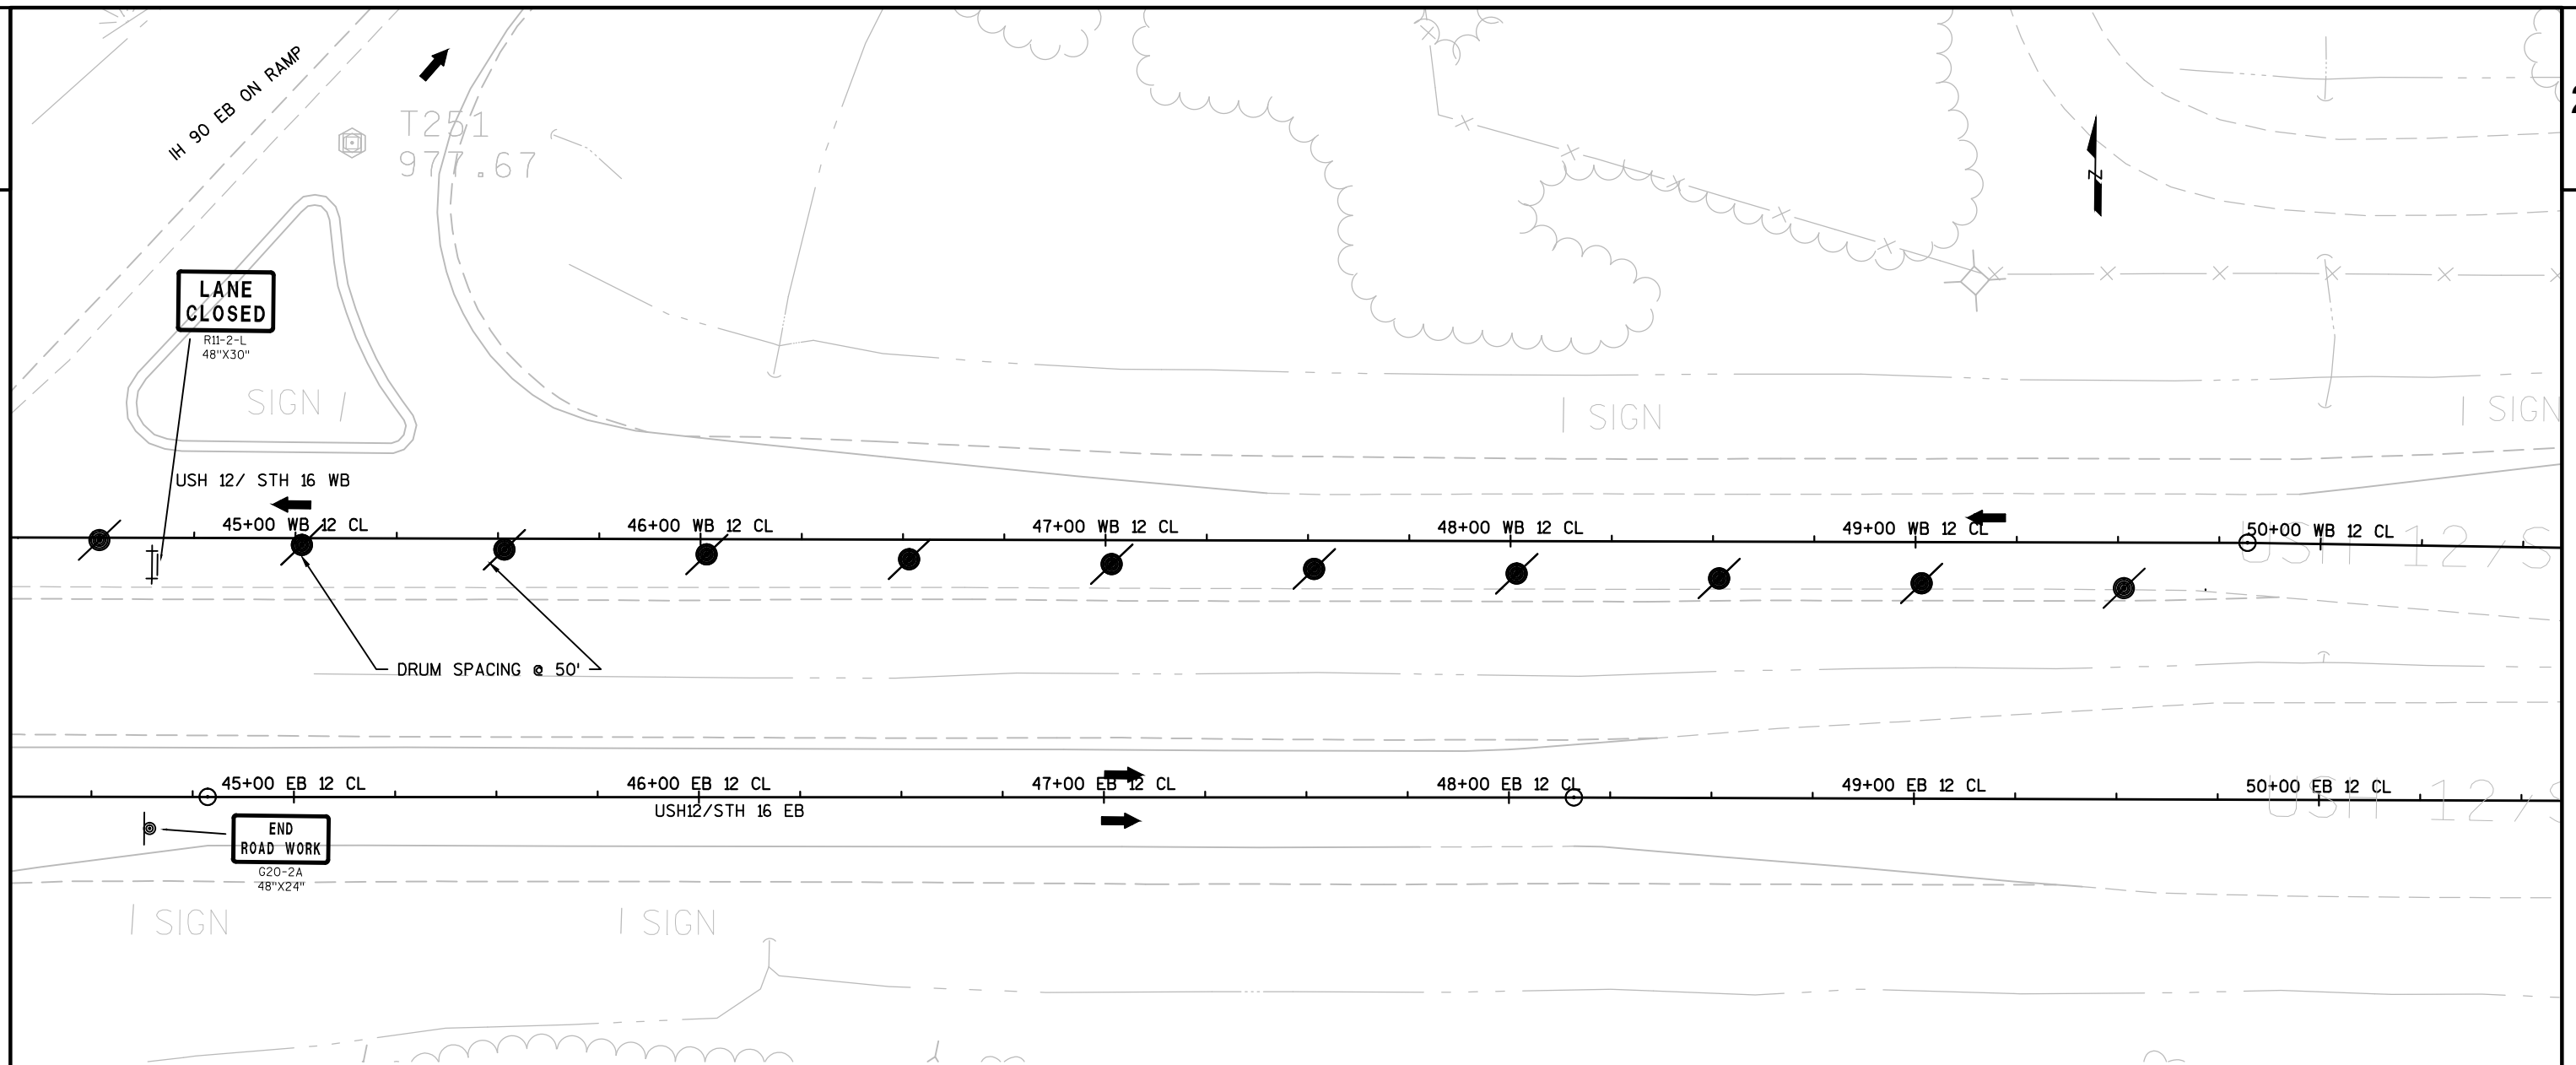 IH 90 EB ON RAMP
T251
977.67
N
LANE
CLOSED
R11-2-L
48"X30"
SIGN
SIGN
SIGN
USH 12/ STH 16 WB
45+00 WB 12 CL
46+00 WB 12 CL
47+00 WB 12 CL
48+00 WB 12 CL
49+00 WB 12 CL
50+00 WB 12 CL
USH 12/S
DRUM SPACING @ 50'
45+00 EB 12 CL
46+00 EB 12 CL
47+00 EB 12 CL
48+00 EB 12 CL
49+00 EB 12 CL
50+00 EB 12 CL
USH 12/S
USH12/STH 16 EB
END
ROAD WORK
G20-2A
48"X24"
SIGN
SIGN